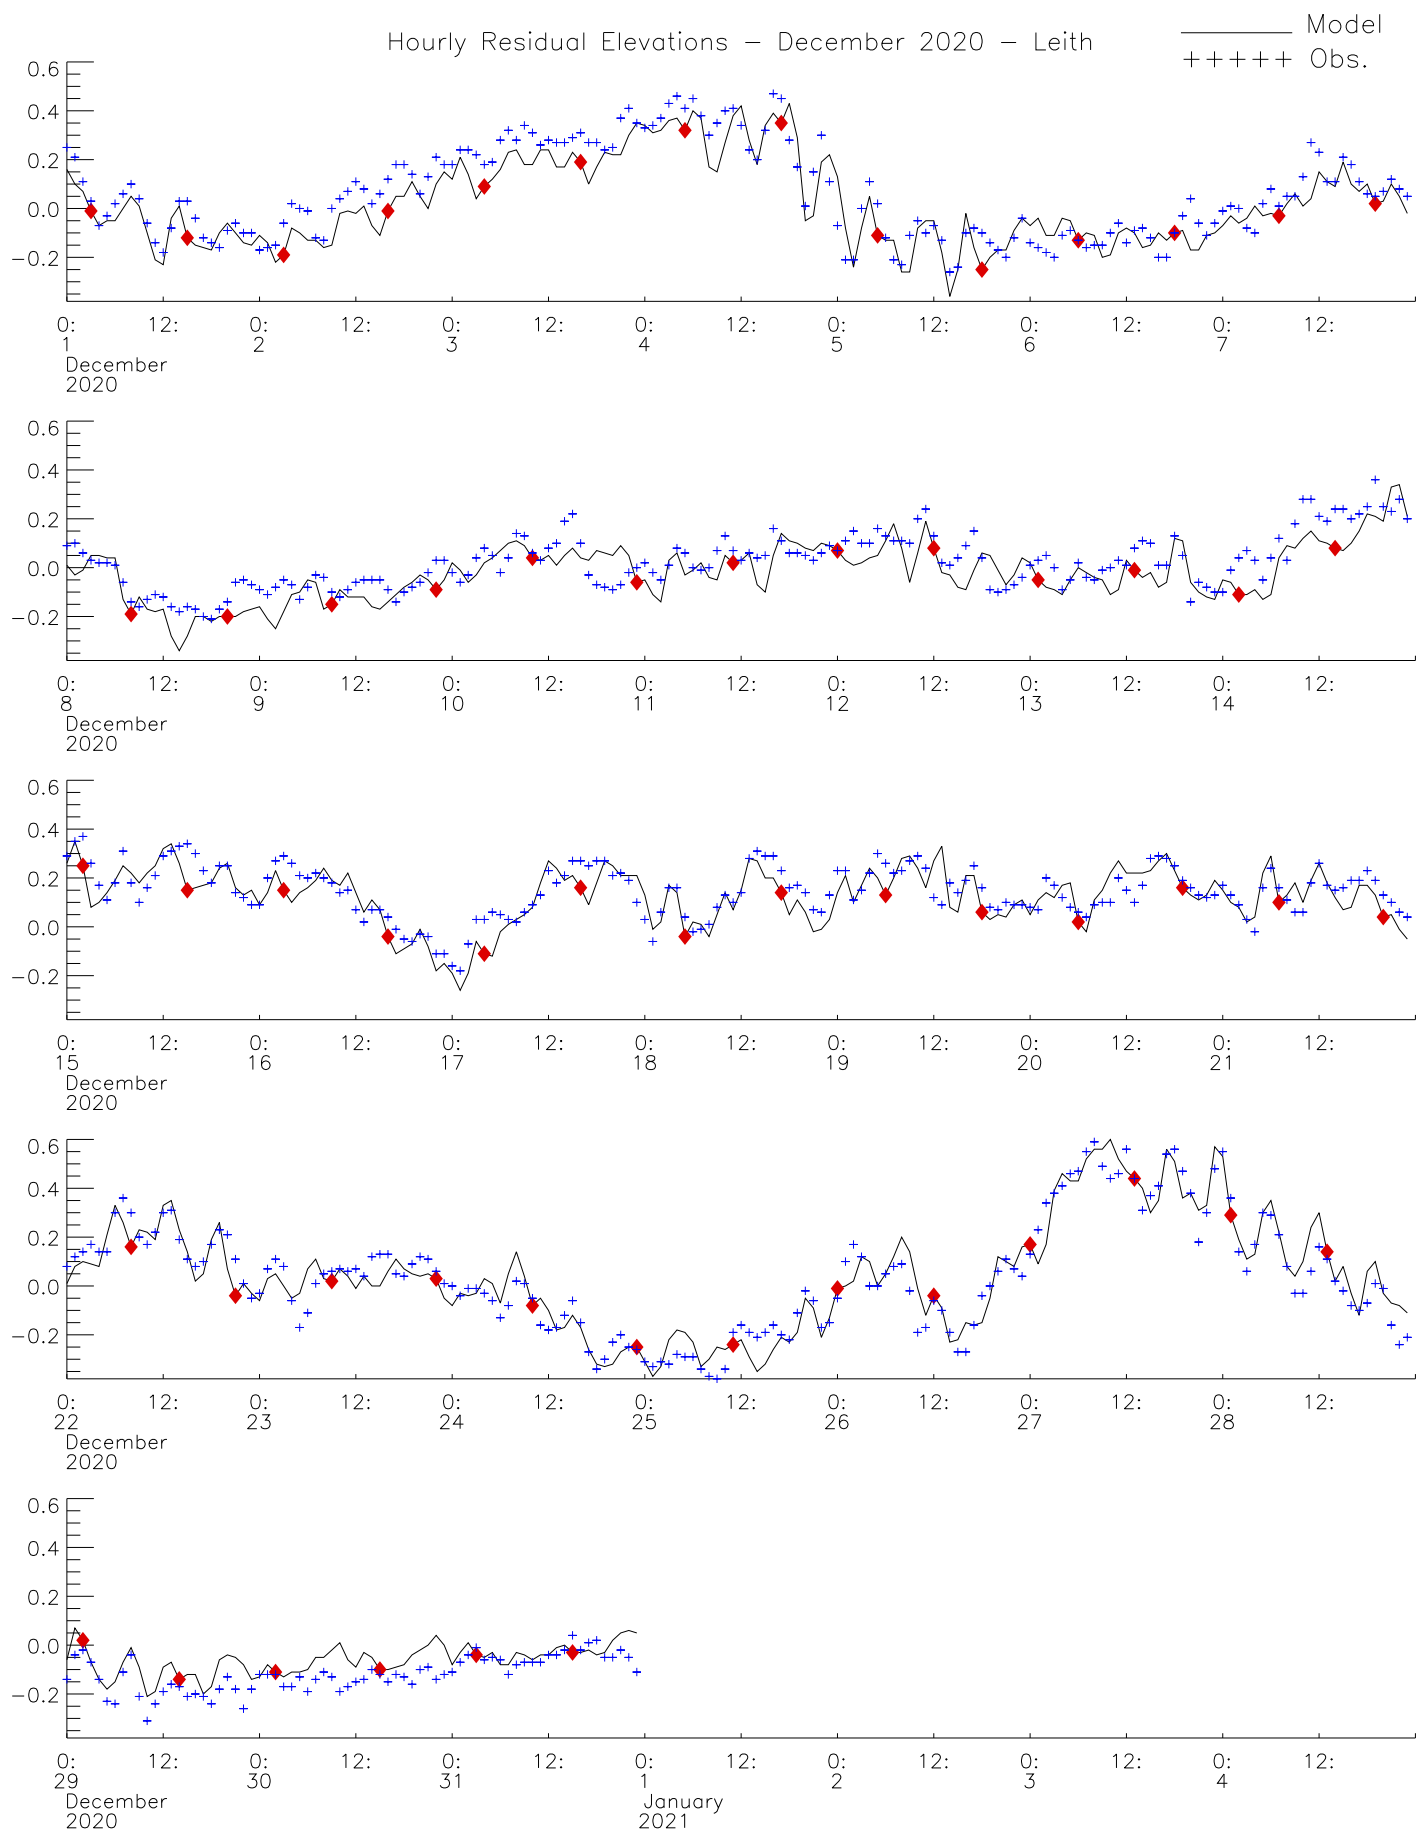 Hourly Residual Elevations – December 2020 – Leith
Model
+++++ Obs.
0.6
0.4
0.2
0.0
−0.2
0: 12: 0: 12: 0: 12: 0: 12: 0: 12: 0: 12: 0: 12:
1 2 3 4 5 6 7
December
2020
0.6
0.4
0.2
0.0
−0.2
0: 12: 0: 12: 0: 12: 0: 12: 0: 12: 0: 12: 0: 12:
8 9 10 11 12 13 14
December
2020
0.6
0.4
0.2
0.0
−0.2
0: 12: 0: 12: 0: 12: 0: 12: 0: 12: 0: 12: 0: 12:
15 16 17 18 19 20 21
December
2020
0.6
0.4
0.2
0.0
−0.2
0: 12: 0: 12: 0: 12: 0: 12: 0: 12: 0: 12: 0: 12:
22 23 24 25 26 27 28
December
2020
0.6
0.4
0.2
0.0
−0.2
0: 12: 0: 12: 0: 12: 0: 12: 0: 12: 0: 12: 0: 12:
29 30 31 1 2 3 4
December January
2020 2021